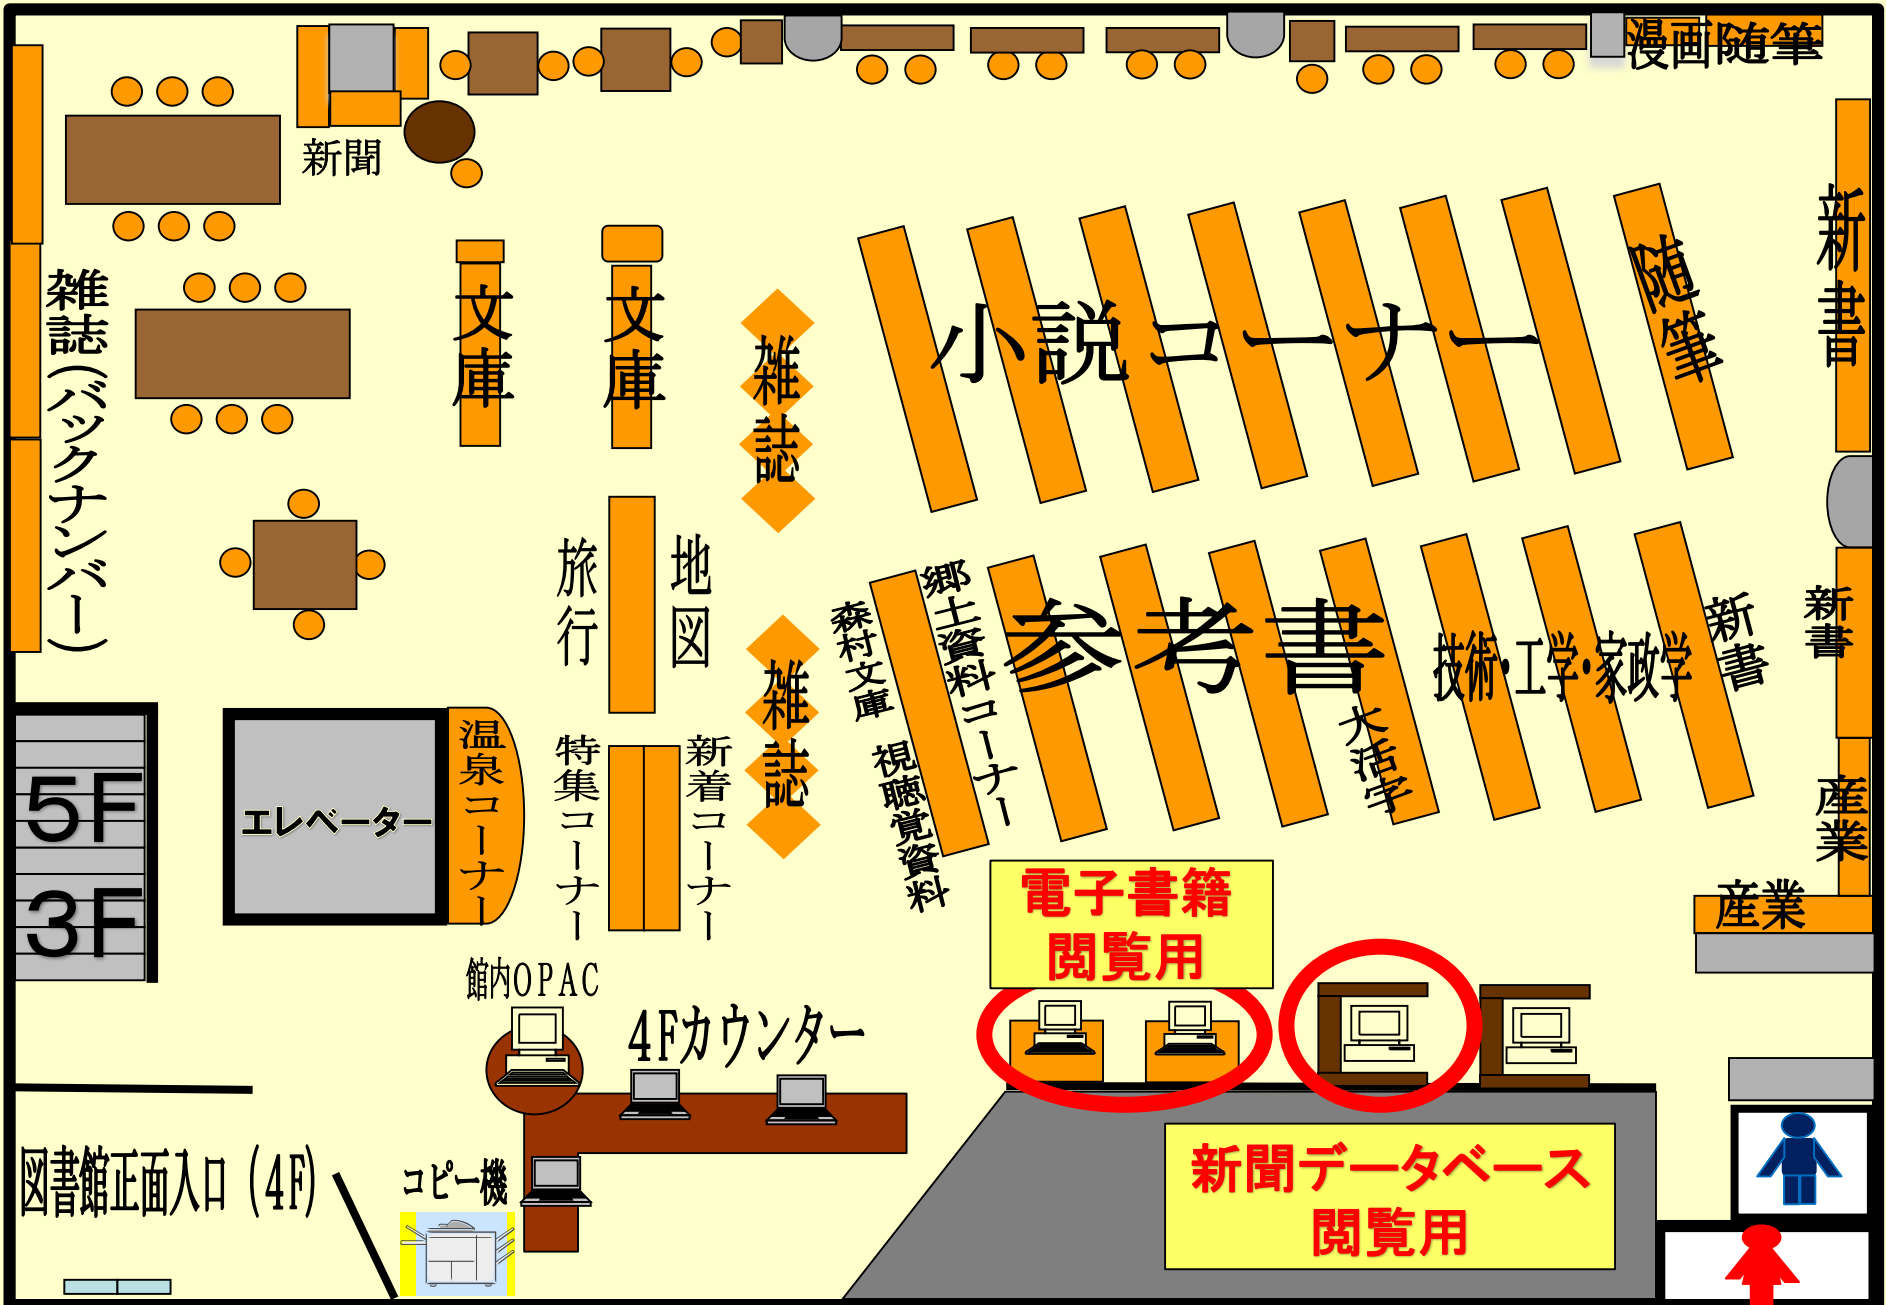 漫画随筆
新聞
新書
雑誌(バックナンバー)
文庫
文庫
雑誌
小説コーナー
随筆
旅行
地図
森村文庫
郷土資料コーナー
参考書
技術・工学・家政学
新書
新書
雑誌
5F
3F
エレベーター
温泉コーナー
特集コーナー
新着コーナー
視聴覚資料
大活字
産業
産業
電子書籍
閲覧用
館内OPAC
4Fカウンター
図書館正面入口（4F）
コピー機
新聞データベース
閲覧用